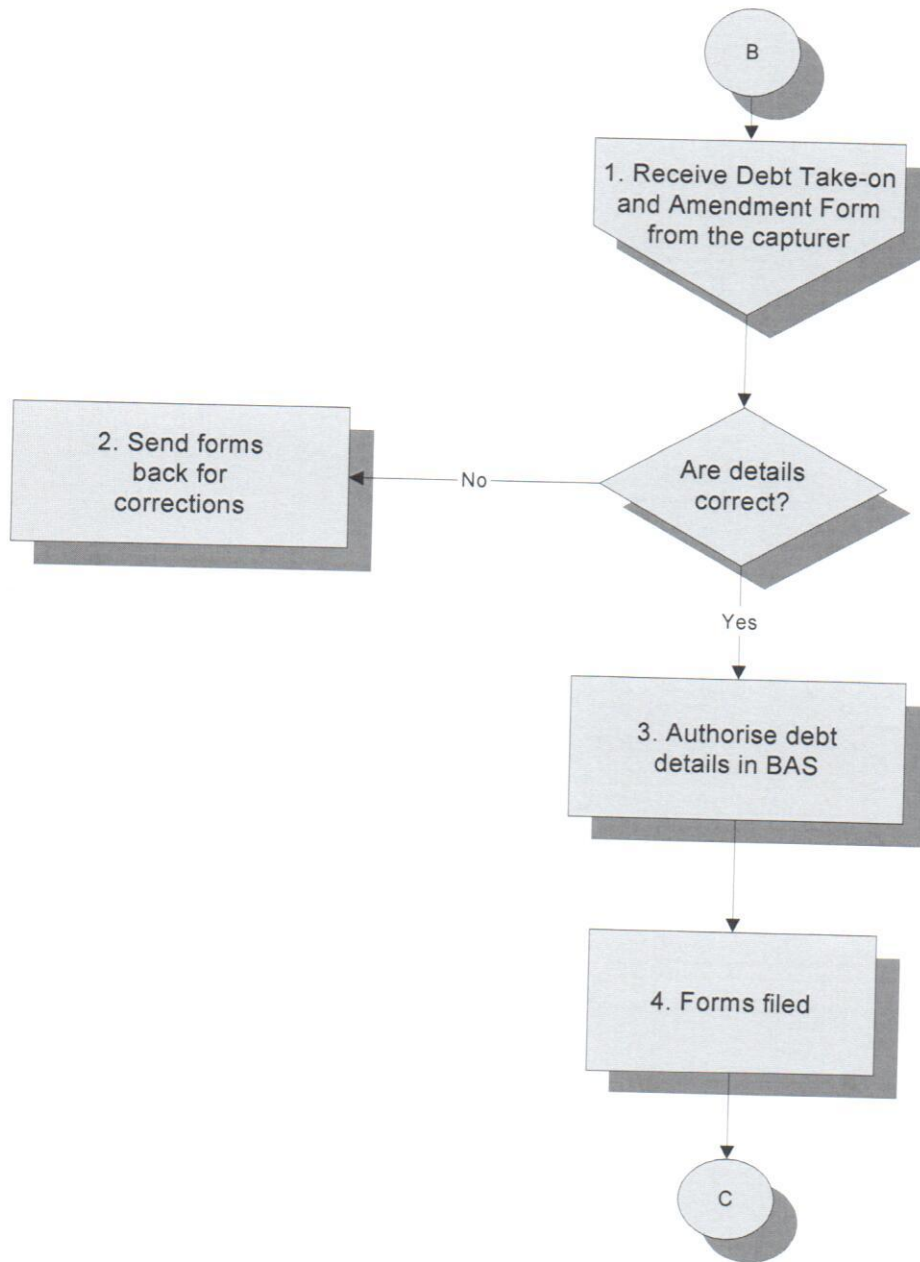 B
1. Receive Debt Take-on
and Amendment Form
from the capturer
Are details
correct?
No
2. Send forms
back for
corrections
Yes
3. Authorise debt
details in BAS
4. Forms filed
C